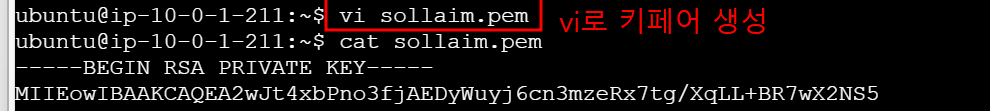 ubuntu@ip-10-0-1-211:~$ vi sollaim.pem vi로 키페어 생성
ubuntu@ip-10-0-1-211:~$ cat sollaim.pem
-----BEGIN RSA PRIVATE KEY-----
MIIEowIBAAKCAQEA2wJt4xbPno3fjAEDyWuyj6cn3mzeRx7tg/XqLL+BR7wX2NS5